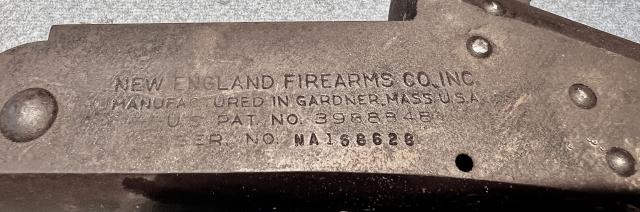 NEW ENGLAND FIREARMS CO., INC.
MANUFACTURED IN GARDNER, MASS U.S.A.
U.S. PAT. NO. 3988848
SER. NO. NA168628